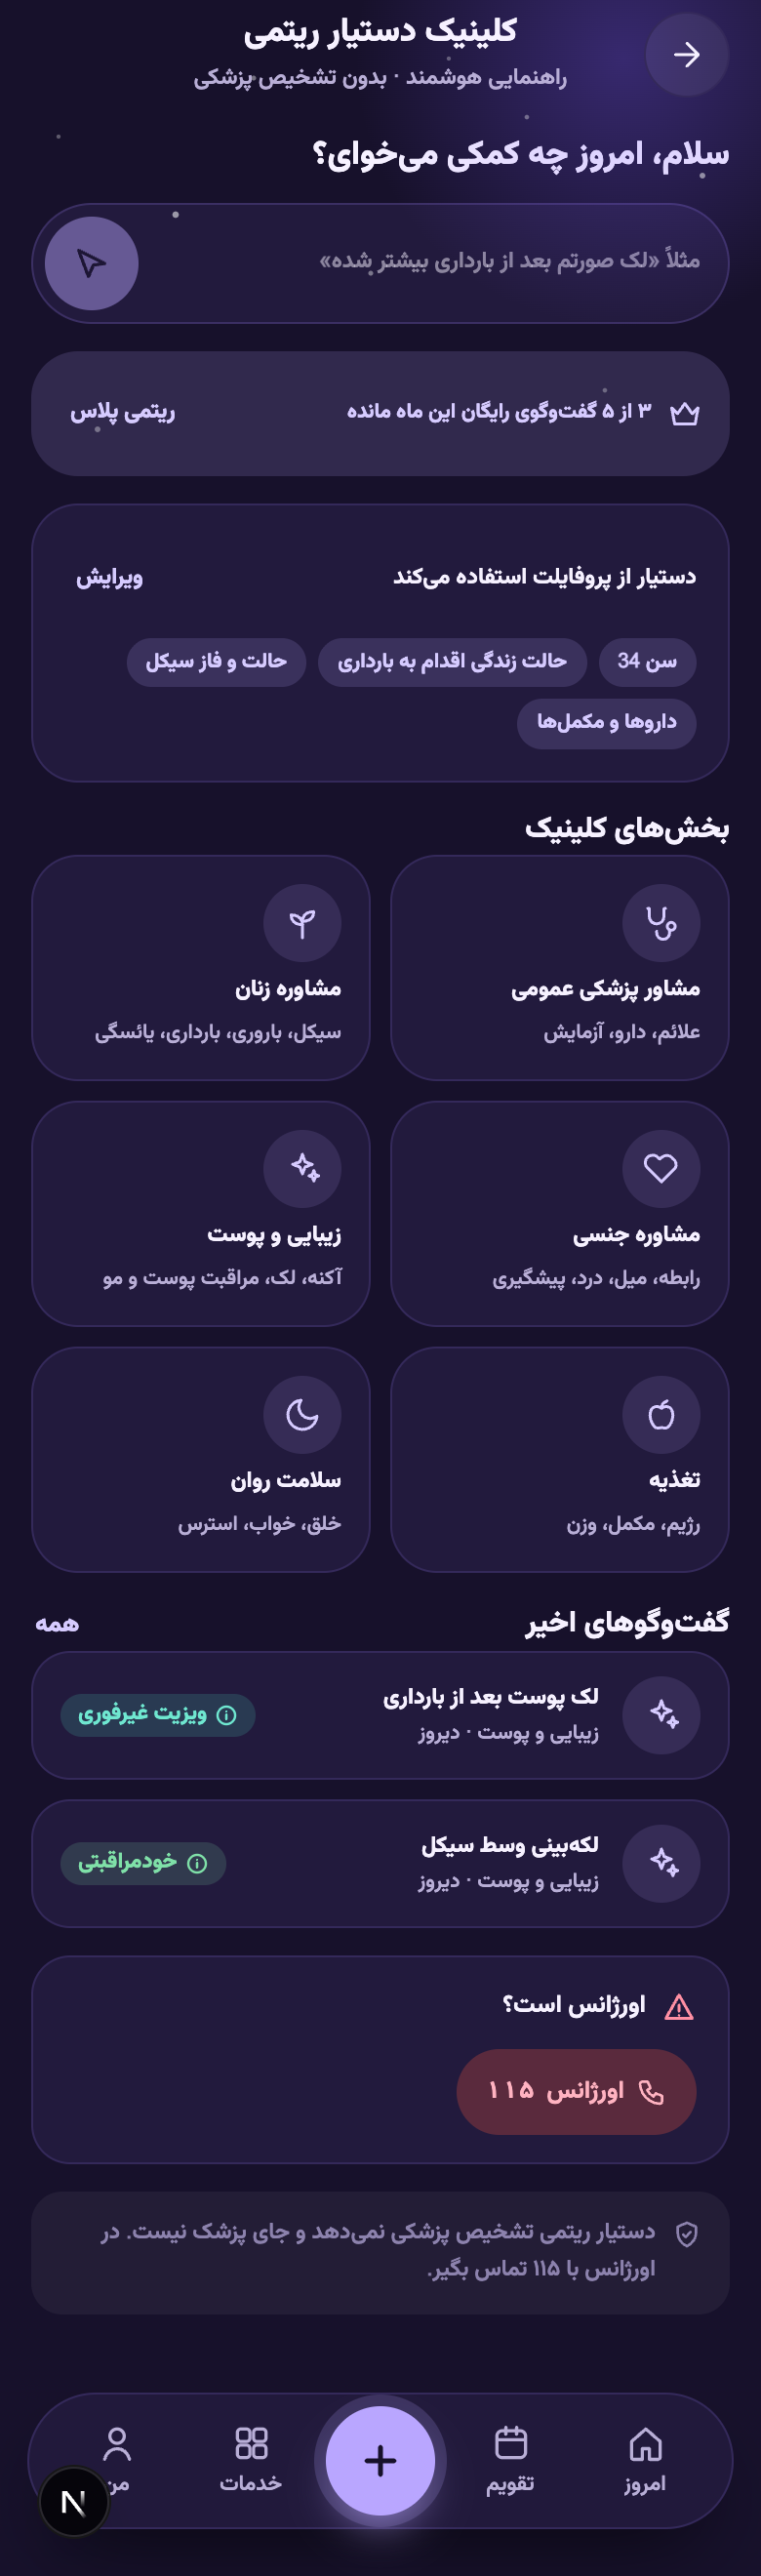 کلینیک دستیار ریتمی
راهنمایی هوشمند · بدون تشخیص پزشکی
سلام، امروز چه کمکی می‌خوای؟
مثلاً «لک صورتم بعد از بارداری بیشتر شده»
۳ از ۵ گفت‌وگوی رایگان این ماه مانده
ریتمی پلاس
دستیار از پروفایلت استفاده می‌کند
ویرایش
سن 34
حالت زندگی اقدام به بارداری
حالت و فاز سیکل
داروها و مکمل‌ها
بخش‌های کلینیک
مشاور پزشکی عمومی
علائم، دارو، آزمایش
مشاوره زنان
سیکل، باروری، بارداری، یائسگی
مشاوره جنسی
رابطه، میل، درد، پیشگیری
زیبایی و پوست
آکنه، لک، مراقبت پوست و مو
تغذیه
رژیم، مکمل، وزن
سلامت روان
خلق، خواب، استرس
گفت‌وگوهای اخیر
همه
لک پوست بعد از بارداری
زیبایی و پوست · دیروز
ویزیت غیرفوری
لکه‌بینی وسط سیکل
زیبایی و پوست · دیروز
خودمراقبتی
اورژانس است؟
اورژانس ۱۱۵
دستیار ریتمی تشخیص پزشکی نمی‌دهد و جای پزشک نیست. در
اورژانس با ۱۱۵ تماس بگیر.
امروز
تقویم
خدمات
من
N